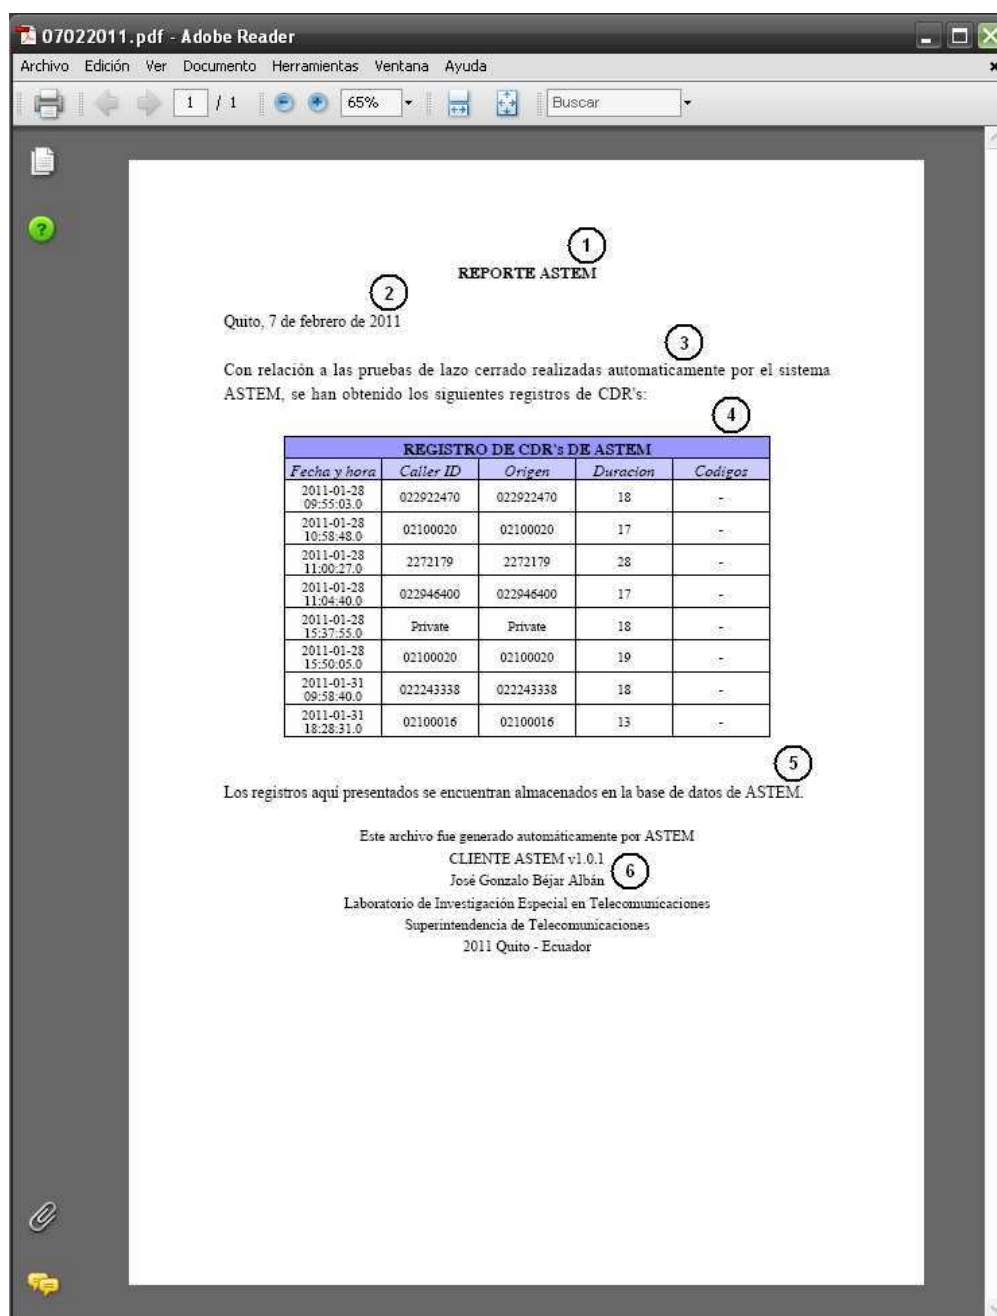 07022011.pdf - Adobe Reader
Archivo Edición Ver Documento Herramientas Ventana Ayuda
1 / 1 65% Buscar
1
REPORTE ASTEM
2
Quito, 7 de febrero de 2011
3
Con relación a las pruebas de lazo cerrado realizadas automaticamente por el sistema
ASTEM, se han obtenido los siguientes registros de CDR's:
4
REGISTRO DE CDR's DE ASTEM
Fecha y hora Caller ID Origen Duracion Codigos
2011-01-28
09:55:03.0 022922470 022922470 18 -
2011-01-28
10:58:48.0 02100020 02100020 17 -
2011-01-28
11:00:27.0 2272179 2272179 28 -
2011-01-28
11:04:40.0 022946400 022946400 17 -
2011-01-28
15:37:55.0 Private Private 18 -
2011-01-28
15:50:05.0 02100020 02100020 19 -
2011-01-31
09:58:40.0 022243338 022243338 18 -
2011-01-31
18:28:31.0 02100016 02100016 13 -
5
Los registros aquí presentados se encuentran almacenados en la base de datos de ASTEM.
Este archivo fue generado automáticamente por ASTEM
CLIENTE ASTEM v1.0.1
6
José Gonzalo Béjar Albán
Laboratorio de Investigación Especial en Telecomunicaciones
Superintendencia de Telecomunicaciones
2011 Quito - Ecuador